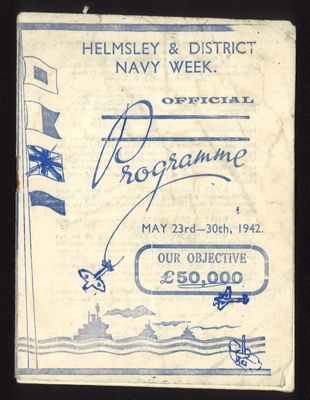 HELMSLEY & DISTRICT
NAVY WEEK.
OFFICIAL
Programme
MAY 23rd—30th, 1942.
OUR OBJECTIVE
£50,000